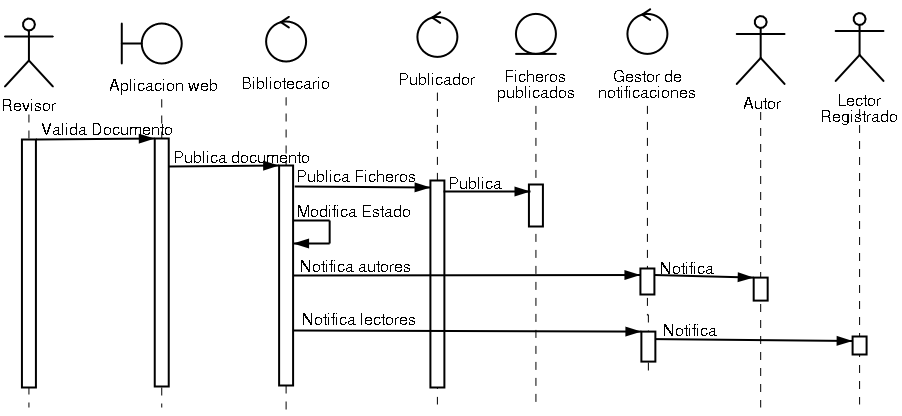 Revisor
Aplicacion web
Bibliotecario
Publicador
Ficheros
publicados
Gestor de
notificaciones
Autor
Lector
Registrado
Valida Documento
Publica documento
Publica Ficheros
Publica
Modifica Estado
Notifica autores
Notifica
Notifica lectores
Notifica